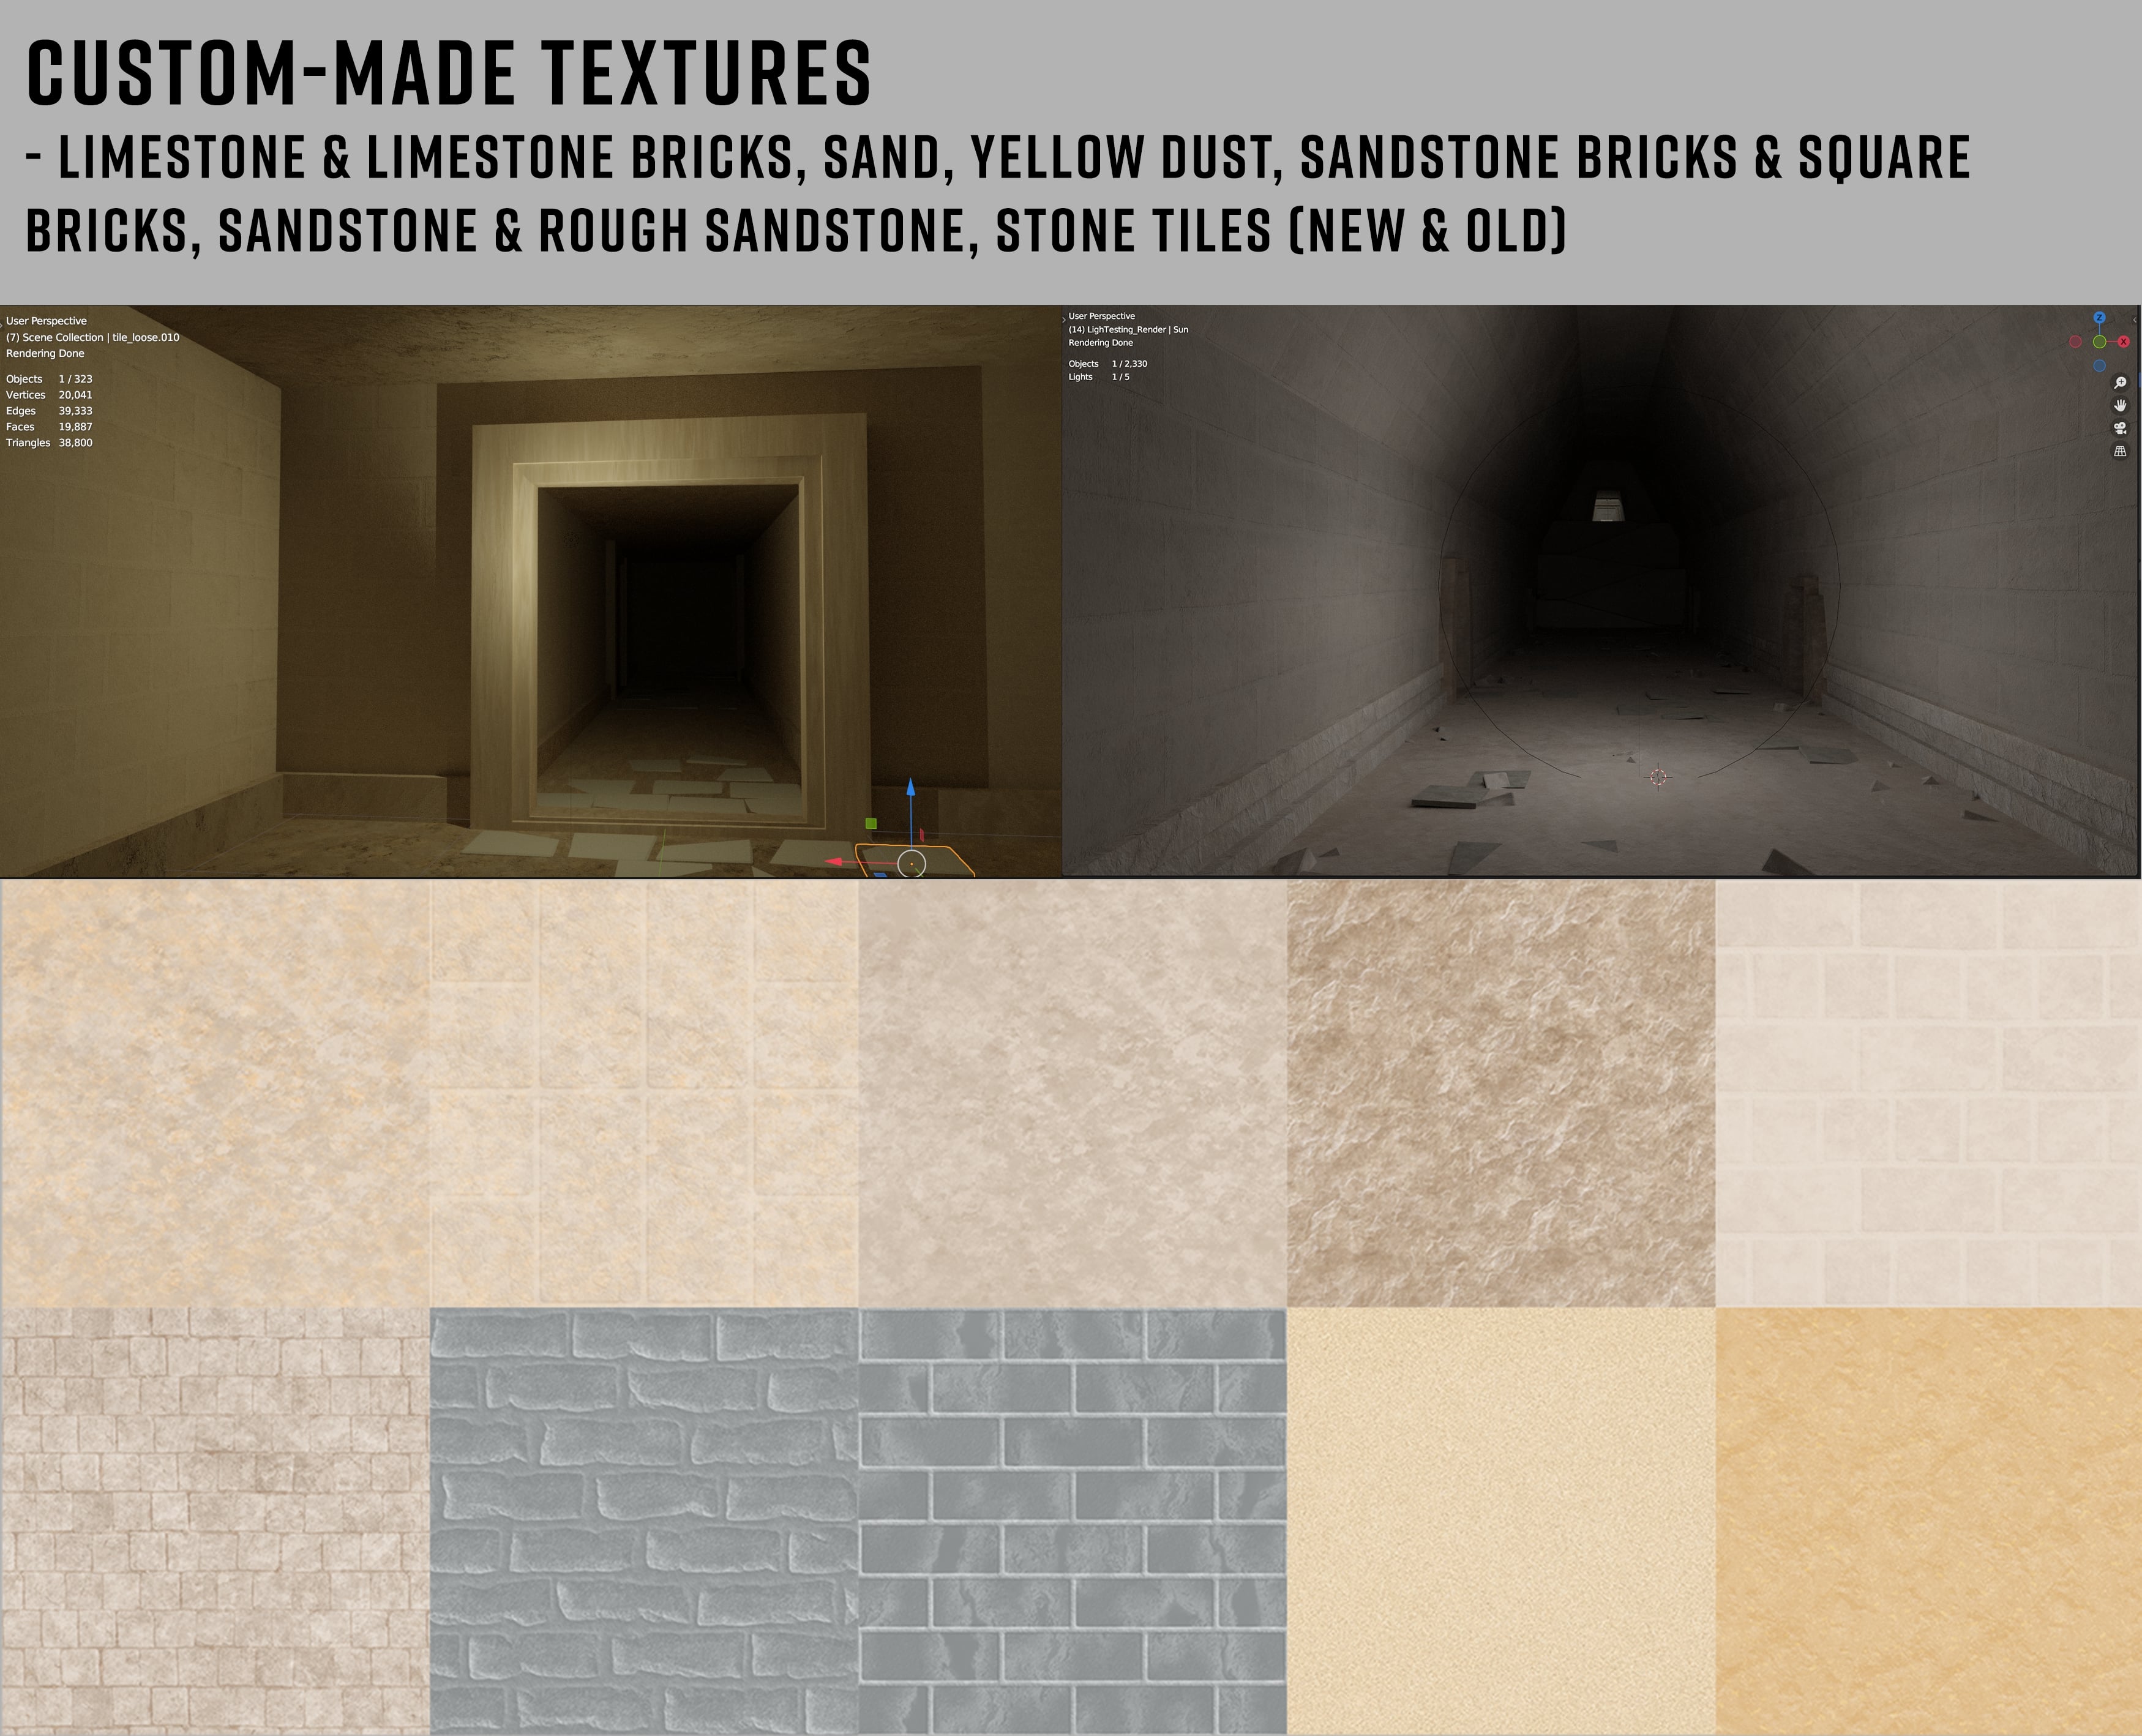 CUSTOM-MADE TEXTURES
- LIMESTONE & LIMESTONE BRICKS, SAND, YELLOW DUST, SANDSTONE BRICKS & SQUARE
BRICKS, SANDSTONE & ROUGH SANDSTONE, STONE TILES (NEW & OLD)
User Perspective
(7) Scene Collection | tile_loose.010
Rendering Done
Objects 1 / 323
Vertices 20,041
Edges 39,333
Faces 19,887
Triangles 38,800
User Perspective
(14) LighTesting_Render | Sun
Rendering Done
Objects 1 / 2,330
Lights 1 / 5
Z
X